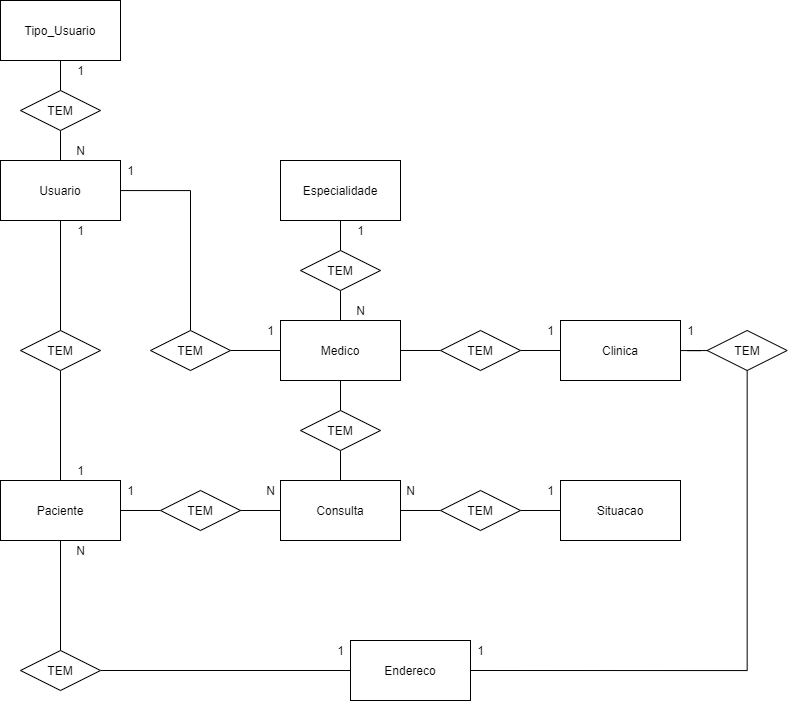 Tipo_Usuario
1
TEM
N
Usuario
1
Especialidade
1
1
TEM
N
TEM
TEM
1
Medico
TEM
1
Clinica
1
TEM
TEM
1
Paciente
1
TEM
N
Consulta
N
TEM
1
Situacao
N
TEM
1
Endereco
1